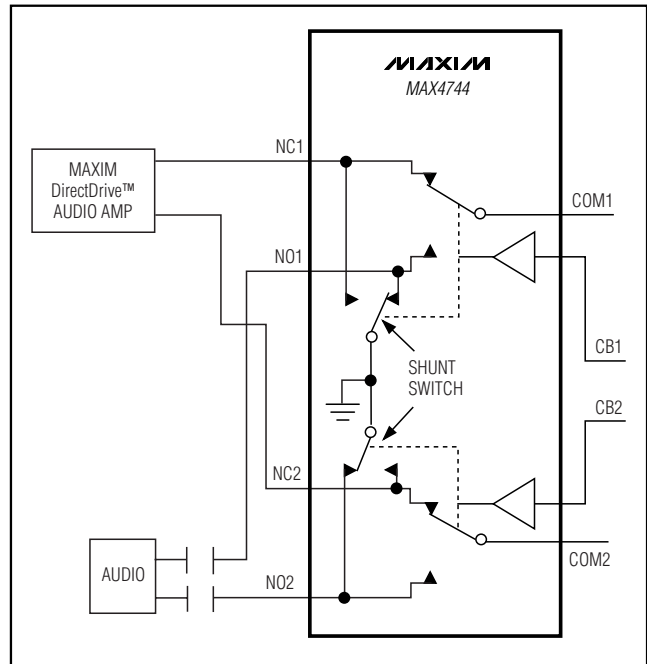 MAXIM
MAX4744
NC1
MAXIM
DirectDrive™
AUDIO AMP
COM1
NO1
CB1
SHUNT
SWITCH
CB2
NC2
AUDIO
COM2
NO2